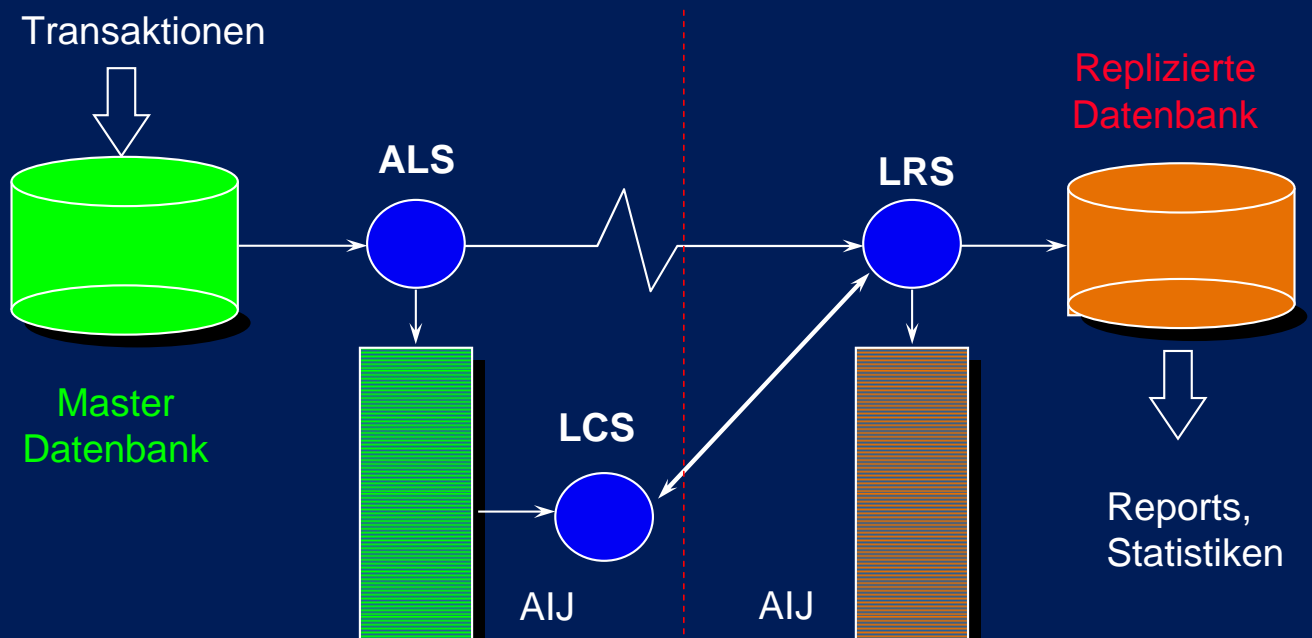 Transaktionen
Replizierte
Datenbank
ALS
LRS
Master
Datenbank
LCS
Reports,
Statistiken
AIJ
AIJ